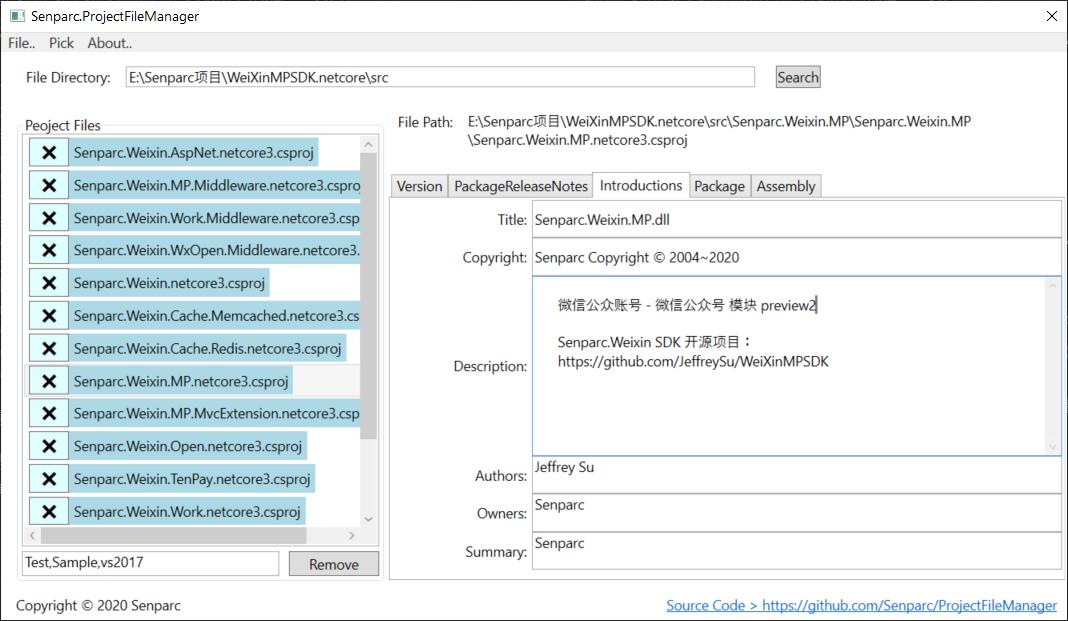 Senparc.ProjectFileManager
File.. Pick About..
File Directory: E:\Senparc项目\WeiXinMPSDK.netcore\src Search
Peoject Files
Senparc.Weixin.AspNet.netcore3.csproj
Senparc.Weixin.MP.Middleware.netcore3.cspro
Senparc.Weixin.Work.Middleware.netcore3.csp
Senparc.Weixin.WxOpen.Middleware.netcore3.
Senparc.Weixin.netcore3.csproj
Senparc.Weixin.Cache.Memcached.netcore3.cs
Senparc.Weixin.Cache.Redis.netcore3.csproj
Senparc.Weixin.MP.netcore3.csproj
Senparc.Weixin.MP.MvcExtension.netcore3.csp
Senparc.Weixin.Open.netcore3.csproj
Senparc.Weixin.TenPay.netcore3.csproj
Senparc.Weixin.Work.netcore3.csproj
Test,Sample,vs2017 Remove
File Path: E:\Senparc项目\WeiXinMPSDK.netcore\src\Senparc.Weixin.MP\Senparc.Weixin.MP
\Senparc.Weixin.MP.netcore3.csproj
Version PackageReleaseNotes Introductions Package Assembly
Title: Senparc.Weixin.MP.dll
Copyright: Senparc Copyright © 2004~2020
Description:
微信公众账号 - 微信公众号 模块 preview2
Senparc.Weixin SDK 开源项目：
https://github.com/JeffreySu/WeiXinMPSDK
Authors: Jeffrey Su
Owners: Senparc
Summary: Senparc
Copyright © 2020 Senparc
Source Code > https://github.com/Senparc/ProjectFileManager